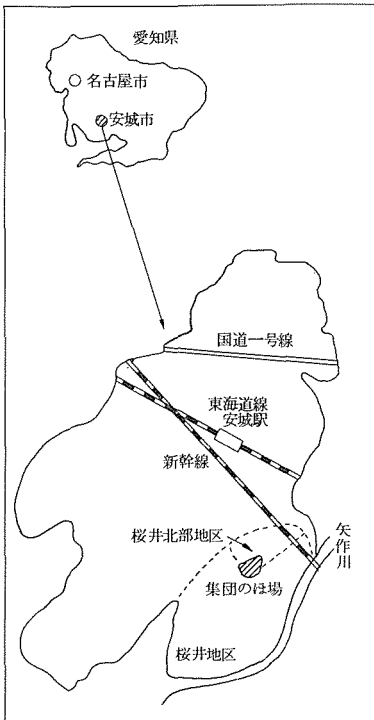 愛知県
名古屋市
安城市
国道一号線
東海道線
安城駅
新幹線
桜井北部地区
矢作川
集団のほ場
桜井地区